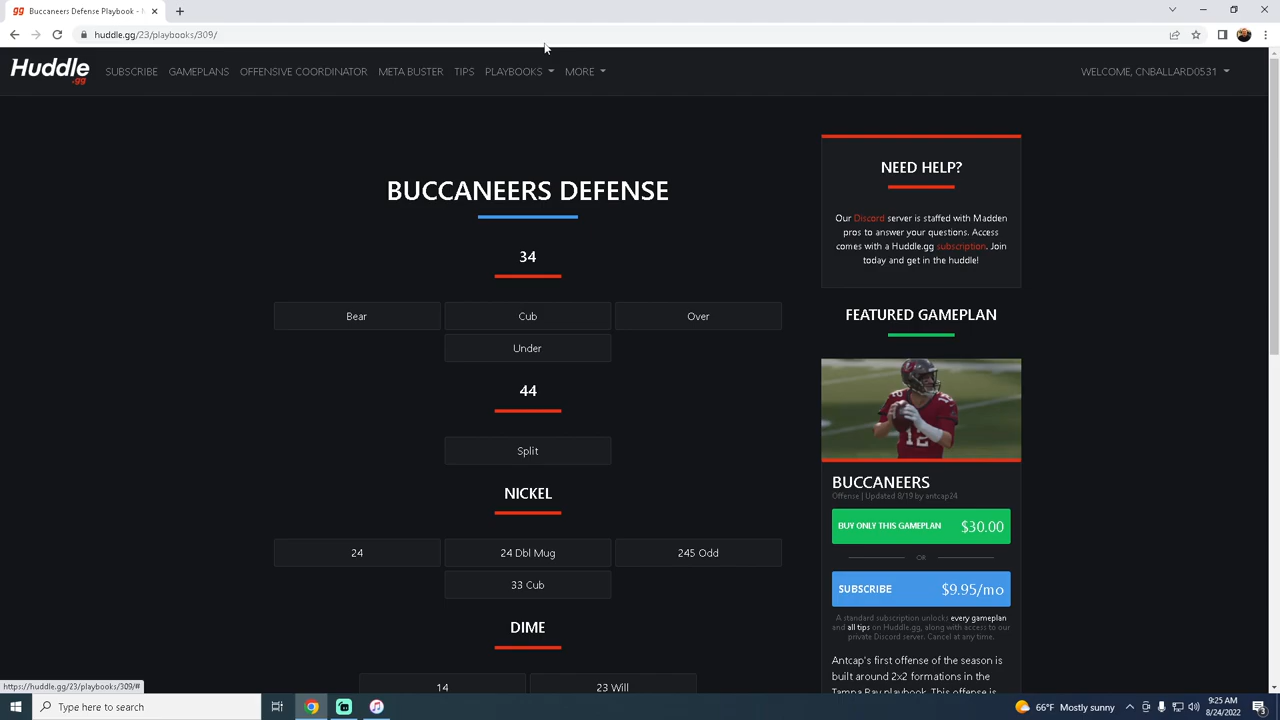 gg Buccaneers Defense Playbook -
huddle.gg/23/playbooks/309/
Huddle.gg
SUBSCRIBE GAMEPLANS OFFENSIVE COORDINATOR META BUSTER TIPS PLAYBOOKS MORE WELCOME, CNBALLARD0531
BUCCANEERS DEFENSE
34
Bear Cub Over
Under
44
Split
NICKEL
24 24 Dbl Mug 245 Odd
33 Cub
DIME
14 23 Will
NEED HELP?
Our Discord server is staffed with Madden
pros to answer your questions. Access
comes with a Huddle.gg subscription. Join
today and get in the huddle!
FEATURED GAMEPLAN
12
BUCCANEERS
Offense | Updated 8/19 by antcap24
BUY ONLY THIS GAMEPLAN $30.00
OR
SUBSCRIBE $9.95/mo
A standard subscription unlocks every gameplan
and all tips on Huddle.gg, along with access to our
private Discord server. Cancel at any time.
Antcap's first offense of the season is
built around 2x2 formations in the
Tampa Bay playbook. This offense is
https://huddle.gg/23/playbooks/309/#
Type here to search
66°F Mostly sunny
9:25 AM
8/24/2022
3